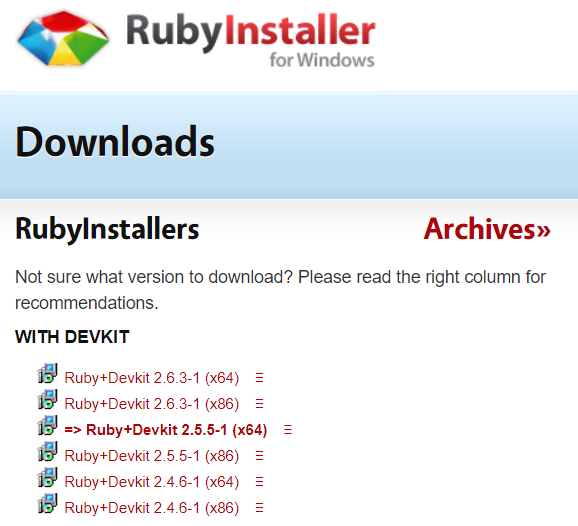 RubyInstaller
for Windows
Downloads
RubyInstallers
Archives»
Not sure what version to download? Please read the right column for
recommendations.
WITH DEVKIT
Ruby+Devkit 2.6.3-1 (x64)
Ruby+Devkit 2.6.3-1 (x86)
=> Ruby+Devkit 2.5.5-1 (x64)
Ruby+Devkit 2.5.5-1 (x86)
Ruby+Devkit 2.4.6-1 (x64)
Ruby+Devkit 2.4.6-1 (x86)